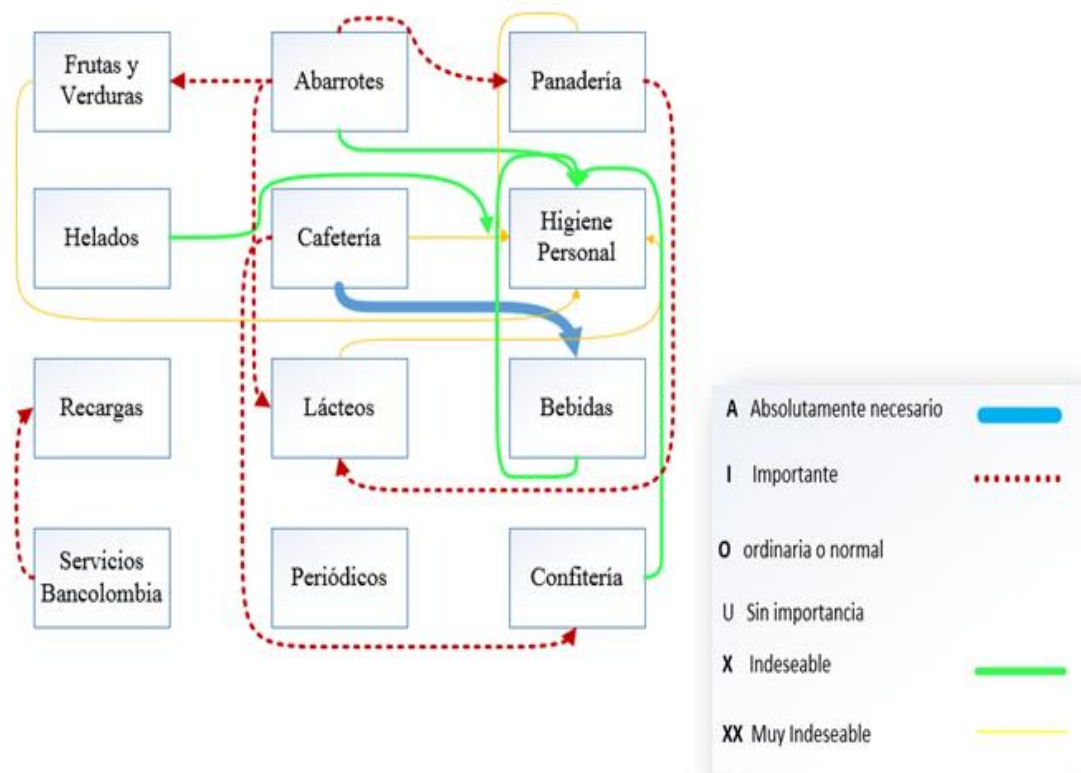 Frutas y
Verduras
Abarrotes
Panadería
Helados
Cafetería
Higiene
Personal
Recargas
Lácteos
Bebidas
Servicios
Bancolombia
Periódicos
Confitería
A Absolutamente necesario
I Importante
O ordinaria o normal
U Sin importancia
X Indeseable
XX Muy Indeseable